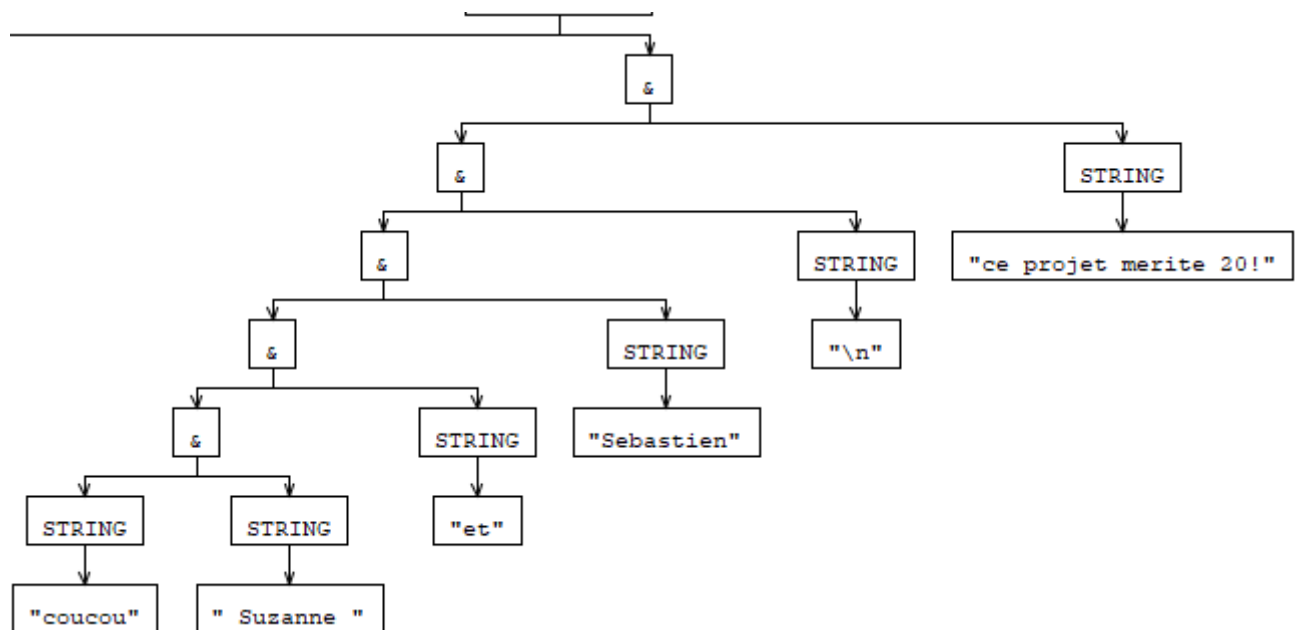 &
&
STRING
&
STRING
"ce projet merite 20!"
&
STRING
"\n"
&
STRING
"Sebastien"
STRING
STRING
"et"
"coucou"
" Suzanne "